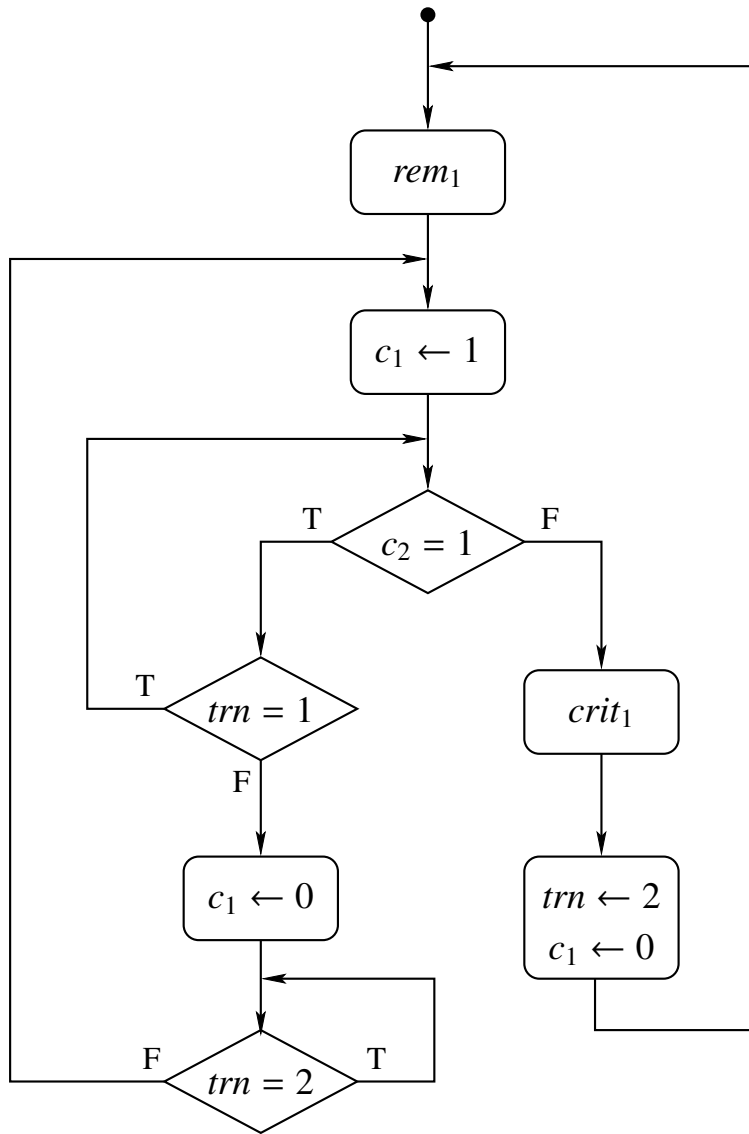 rem₁
c₁ ← 1
T
F
c₂ = 1
T
trn = 1
crit₁
F
c₁ ← 0
trn ← 2
c₁ ← 0
F
T
trn = 2